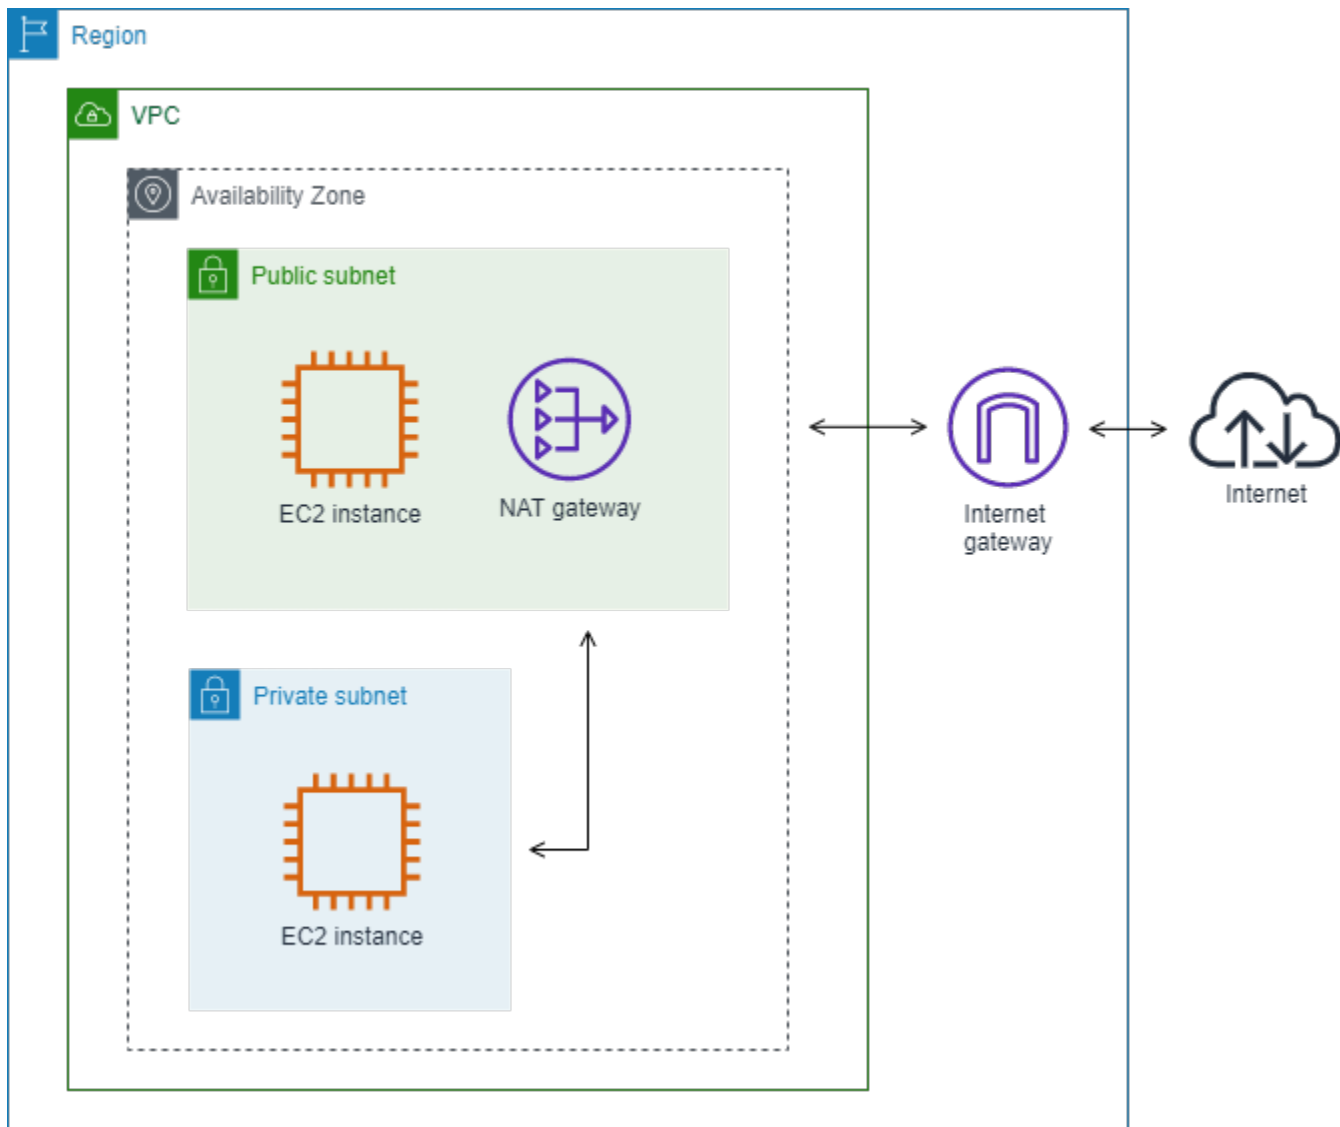 Region
VPC
Availability Zone
Public subnet
EC2 instance
NAT gateway
Internet
gateway
Internet
Private subnet
EC2 instance